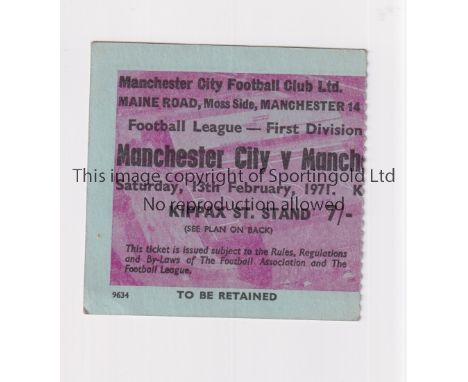 Manchester City Football Club Ltd.
MAINE ROAD, Moss Side, MANCHESTER 14
Football League — First Division
Manchester City v Manch
This image is copyright of Sportingold Ltd
Saturday, 13th February, 1971. K
No reproduction allowed
KIPPAX ST. STAND 7/-
(SEE PLAN ON BACK)
This ticket is issued subject to the Rules, Regulations
and By-Laws of The Football Association and The
Football League.
9634 TO BE RETAINED